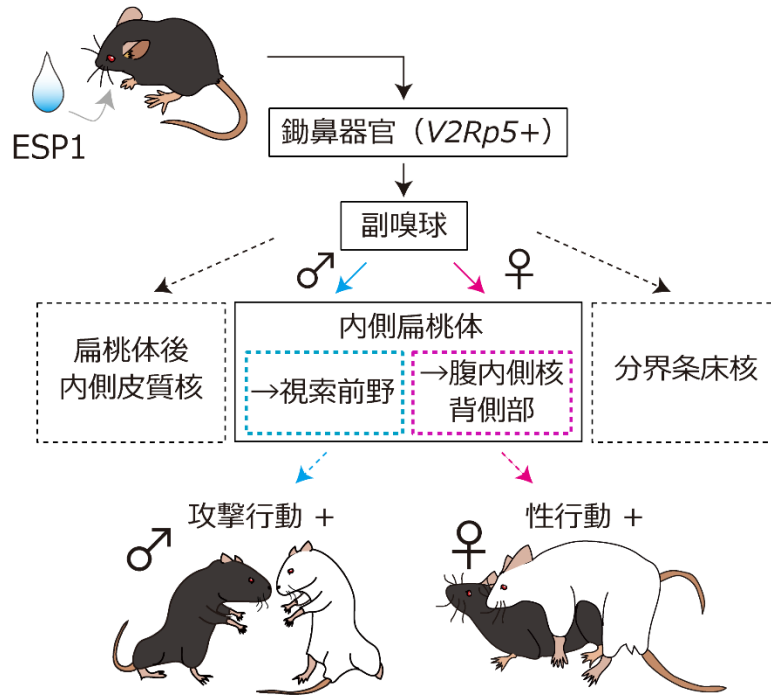 ESP1
鋤鼻器官（V2Rp5+）
副嗅球
♂
♀
扁桃体後
内側皮質核
内側扁桃体
→視索前野
→腹内側核
背側部
分界条床核
攻撃行動 +
♂
性行動 +
♀